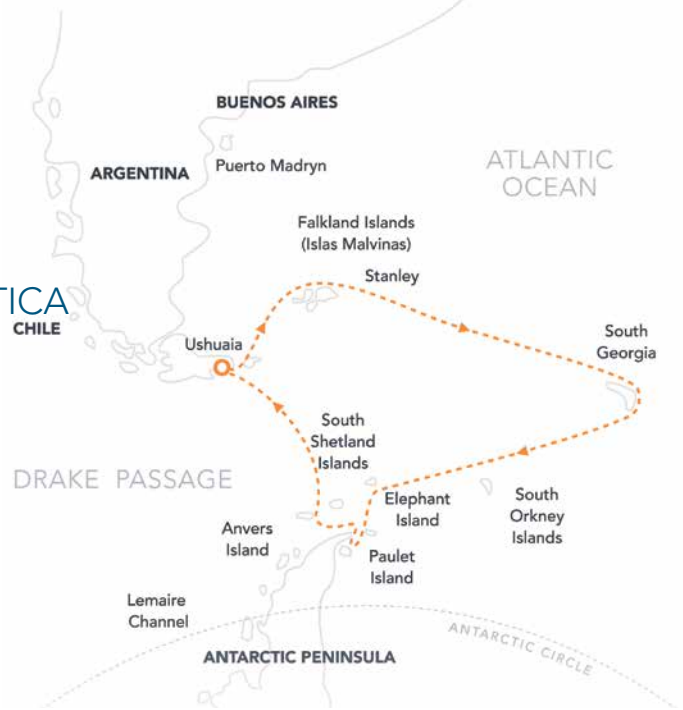 BUENOS AIRES
ARGENTINA
Puerto Madryn
ATLANTIC
OCEAN
Falkland Islands
(Islas Malvinas)
Stanley
TICA
CHILE
Ushuaia
South
Georgia
South
Shetland
Islands
DRAKE PASSAGE
Elephant
Island
South
Orkney
Islands
Anvers
Island
Paulet
Island
Lemaire
Channel
ANTARCTIC CIRCLE
ANTARCTIC PENINSULA